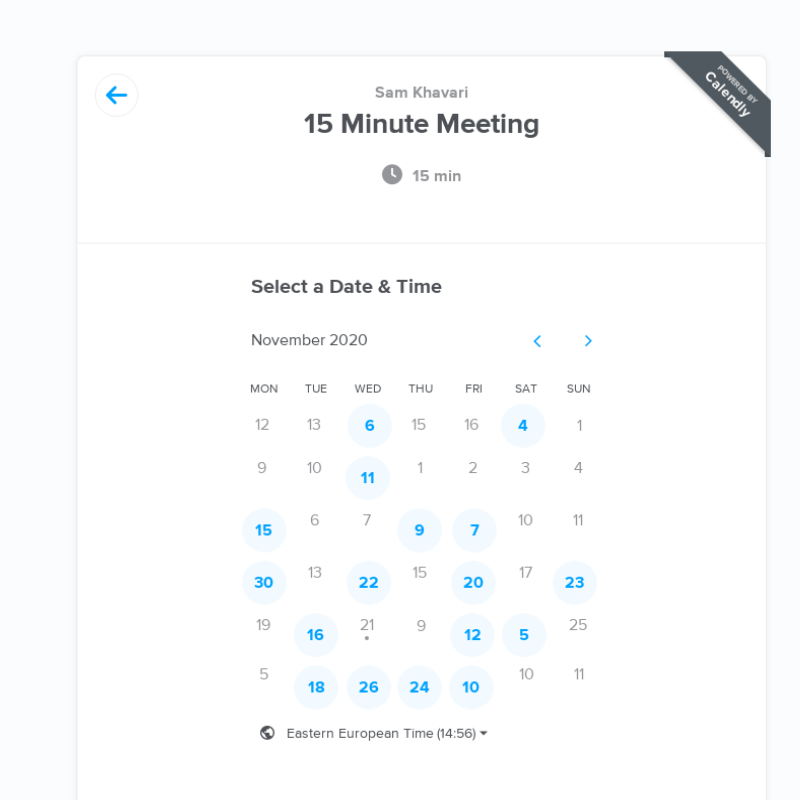 POWERED BY
Calendly
Sam Khavari
15 Minute Meeting
15 min
Select a Date & Time
November 2020
MON TUE WED THU FRI SAT SUN
12 13 6 15 16 4 1
9 10 11 1 2 3 4
15 6 7 9 7 10 11
30 13 22 15 20 17 23
19 16 21 9 12 5 25
5 18 26 24 10 10 11
Eastern European Time (14:56)